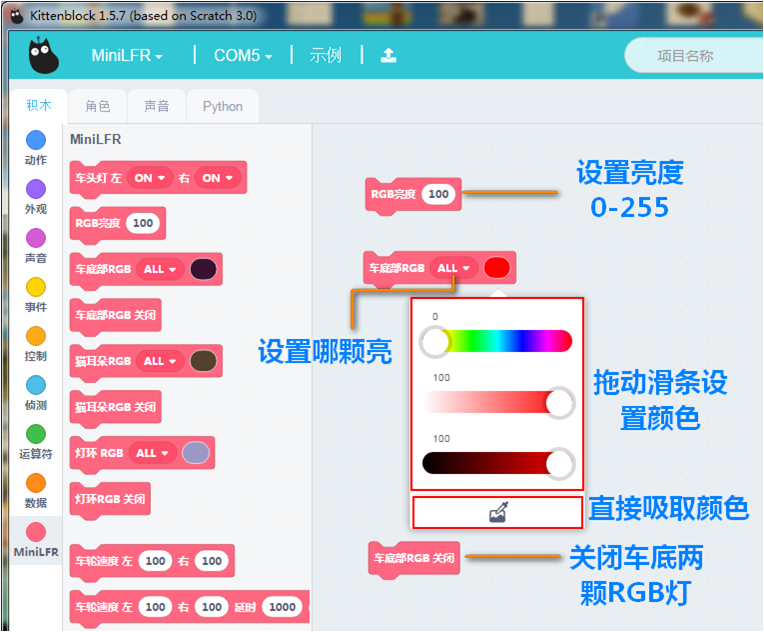 Kittenblock 1.5.7 (based on Scratch 3.0)
MiniLFR
COM5
示例
项目名称
积木
角色
声音
Python
动作
外观
声音
事件
控制
侦测
运算符
数据
MiniLFR
MiniLFR
车头灯 左 ON 右 ON
RGB亮度 100
车底部RGB ALL
车底部RGB 关闭
猫耳朵RGB ALL
猫耳朵RGB 关闭
灯环 RGB ALL
灯环RGB 关闭
车轮速度 左 100 右 100
车轮速度 左 100 右 100 延时 1000
RGB亮度 100
设置亮度
0-255
车底部RGB ALL
设置哪颗亮
0
100
100
拖动滑条设
置颜色
直接吸取颜色
车底部RGB 关闭
关闭车底两
颗RGB灯